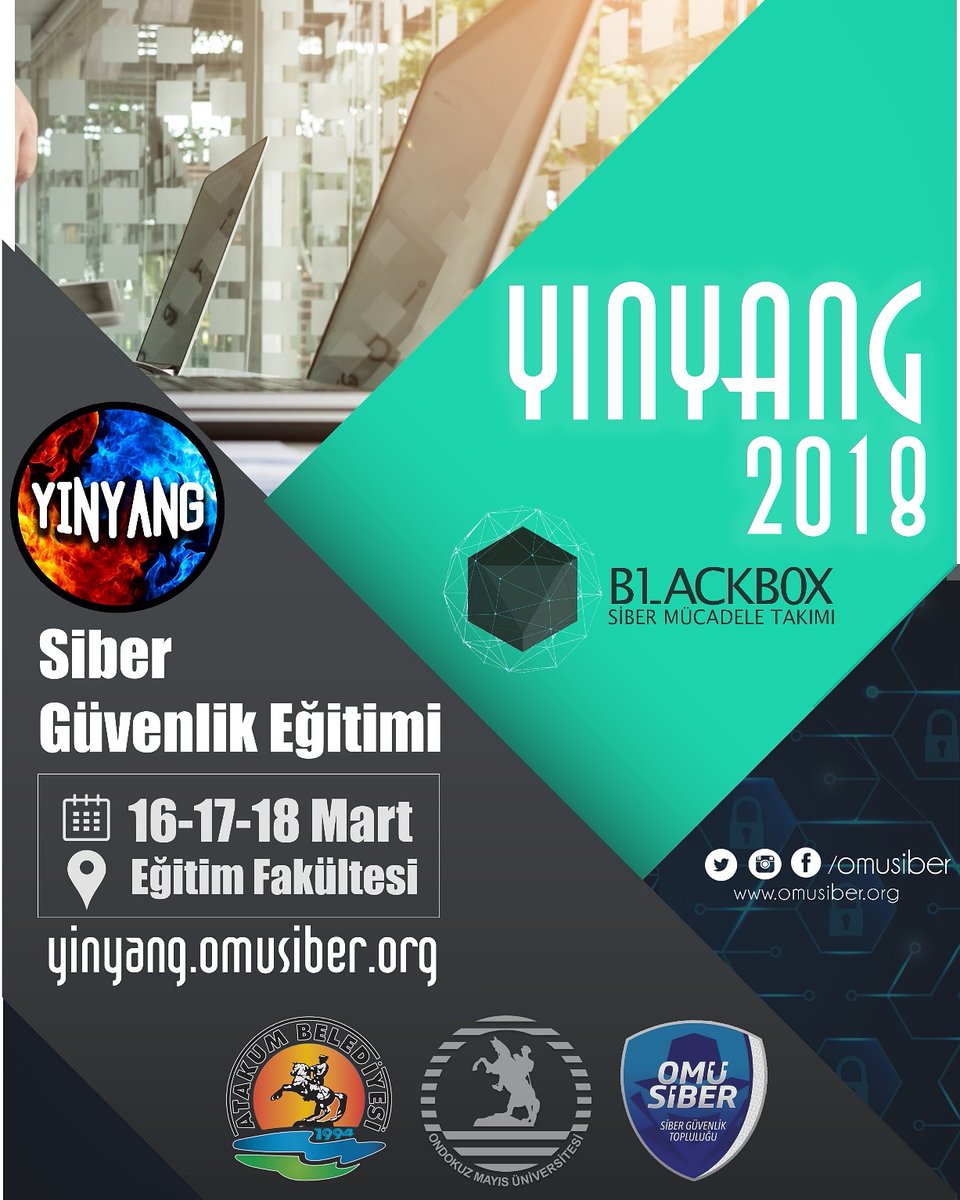 YINYANG
2018
B1_ACKB0X
SİBER MÜCADELE TAKIMI
YINYANG
Siber
Güvenlik Eğitimi
16-17-18 Mart
Eğitim Fakültesi
yinyang.omusiber.org
/omusiber
www.omusiber.org
ATAKUM BELEDİYESİ
1994
ONDOKUZ MAYIS ÜNİVERSİTESİ
OMÜ
SİBER
SİBER GÜVENLİK
TOPLULUĞU